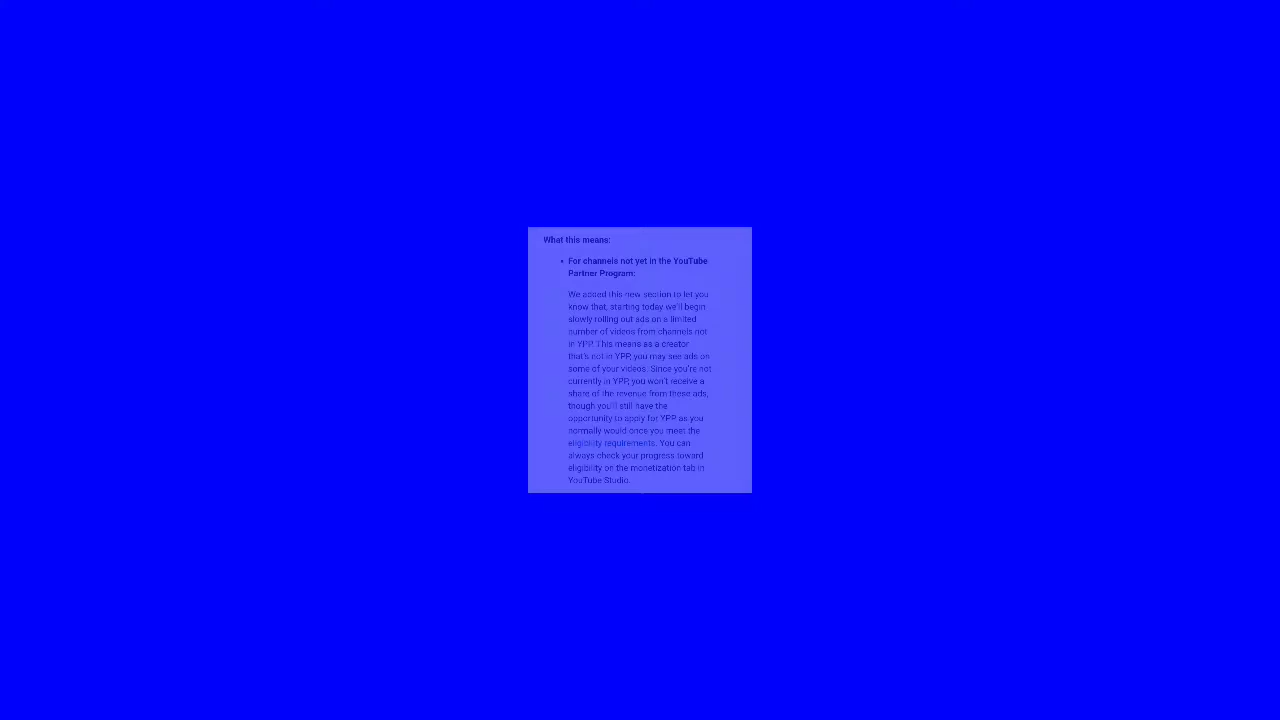 What this means:
• For channels not yet in the YouTube
Partner Program:
We added this new section to let you
know that, starting today we'll begin
slowly rolling out ads on a limited
number of videos from channels not
in YPP. This means as a creator
that's not in YPP, you may see ads on
some of your videos. Since you're not
currently in YPP, you won't receive a
share of the revenue from these ads,
though you'll still have the
opportunity to apply for YPP as you
normally would once you meet the
eligibility requirements. You can
always check your progress toward
eligibility on the monetization tab in
YouTube Studio.